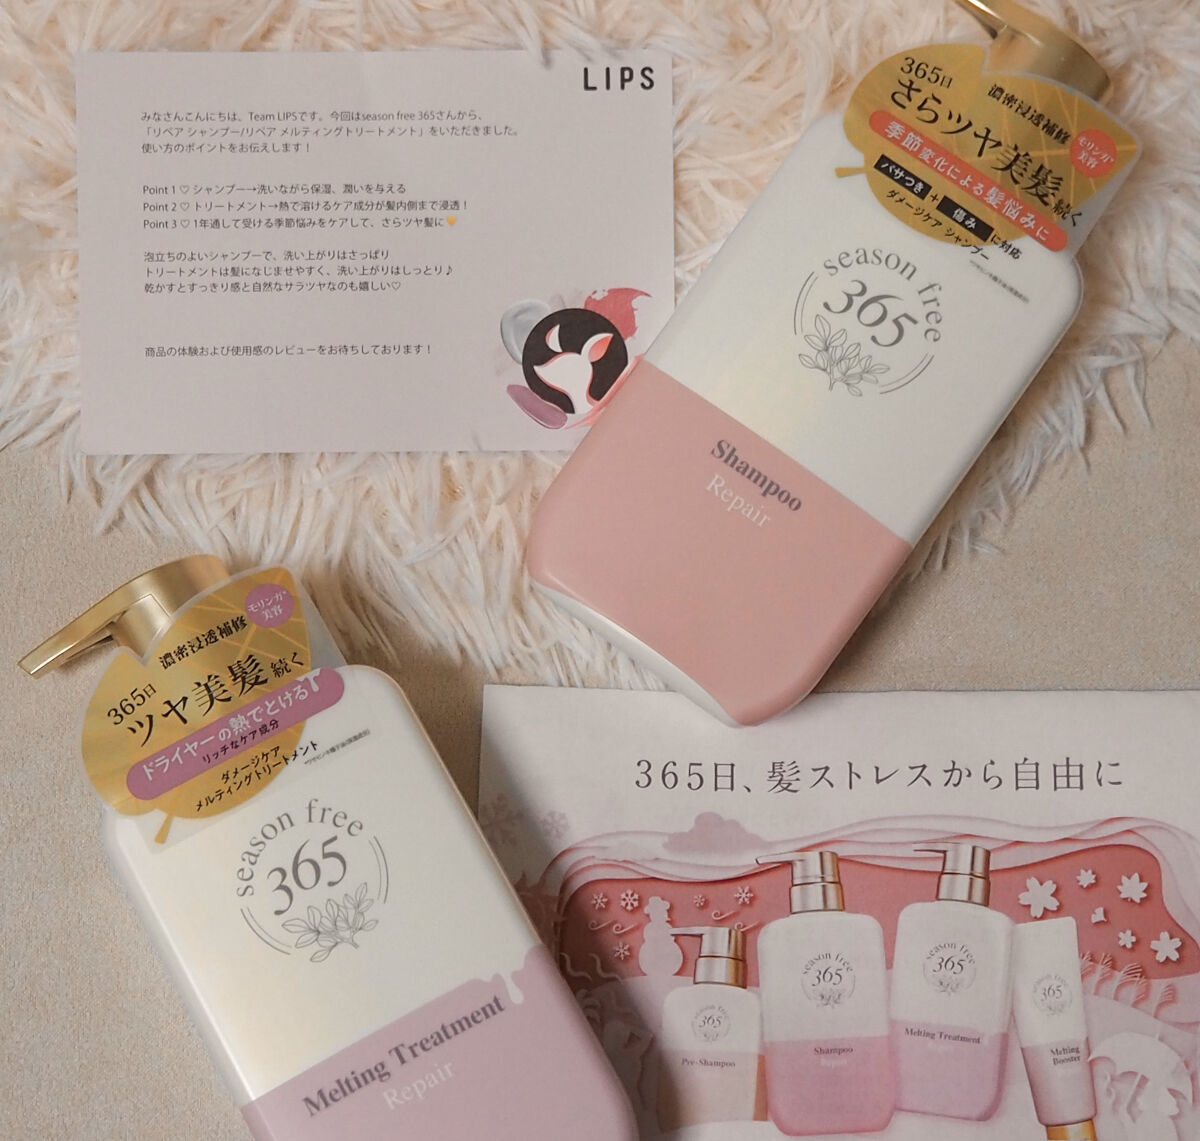 LIPS
みなさんこんにちは、Team LIPSです。今回はseason free 365さんから、
「リペア シャンプー/リペア メルティングトリートメント」をいただきました。
使い方のポイントをお伝えします！
Point 1 ♡ シャンプー→洗いながら保湿、潤いを与える
Point 2 ♡ トリートメント→熱で溶けるケア成分が髪内側まで浸透！
Point 3 ♡ 1年通して受ける季節悩みをケアして、さらツヤ髪に💛
泡立ちのよいシャンプーで、洗い上がりはさっぱり
トリートメントは髪になじませやすく、洗い上がりはしっとり♪
乾かすとすっきり感と自然なサラツヤなのも嬉しい♡
商品の体験および使用感のレビューをお待ちしております！
365日
濃密浸透補修
モリンガ*
美容
さらツヤ美髪続く
季節変化による髪悩みに
パサつき+傷みに対応
ダメージケア シャンプー
season free
365
Shampoo
Repair
モリンガ*
美容
濃密浸透補修
365日
ツヤ美髪続く
ドライヤーの熱でとける
リッチなケア成分
ダメージケア
メルティングトリートメント
season free
365
Melting Treatment
Repair
365日、髪ストレスから自由に
season free
365
Pre-Shampoo
season free
365
Shampoo
Repair
season free
365
Melting Treatment
season free
365
Melting
Booster